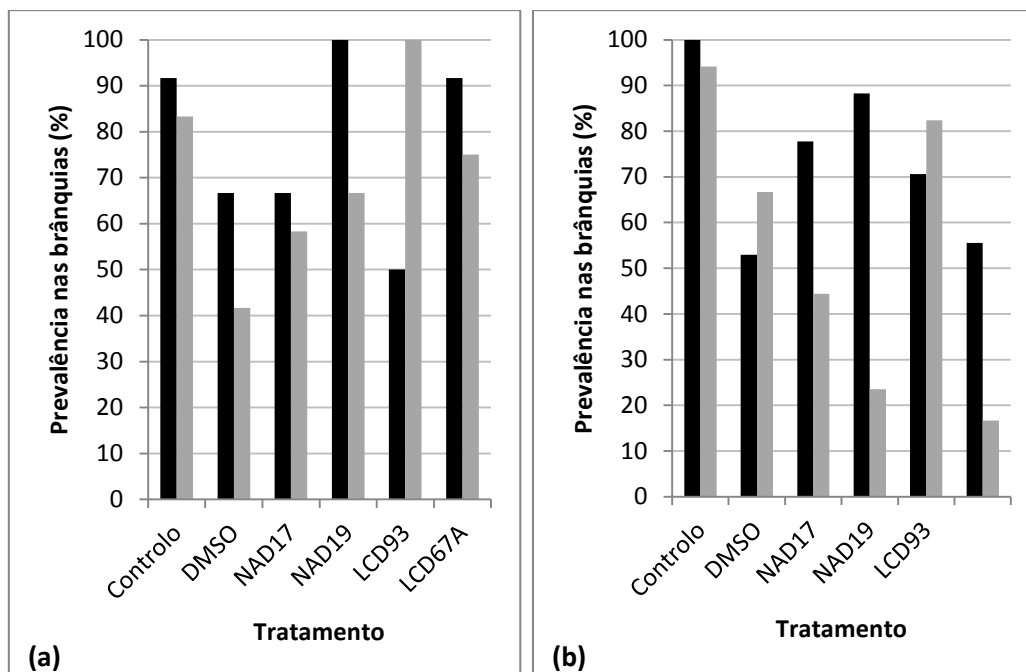 Prevalência nas brânquias (%)
100
90
80
70
60
50
40
30
20
10
0
Controlo
DMSO
NAD17
NAD19
LCD93
LCD67A
Tratamento
(a)
Prevalência nas brânquias (%)
100
90
80
70
60
50
40
30
20
10
0
Controlo
DMSO
NAD17
NAD19
LCD93
Tratamento
(b)